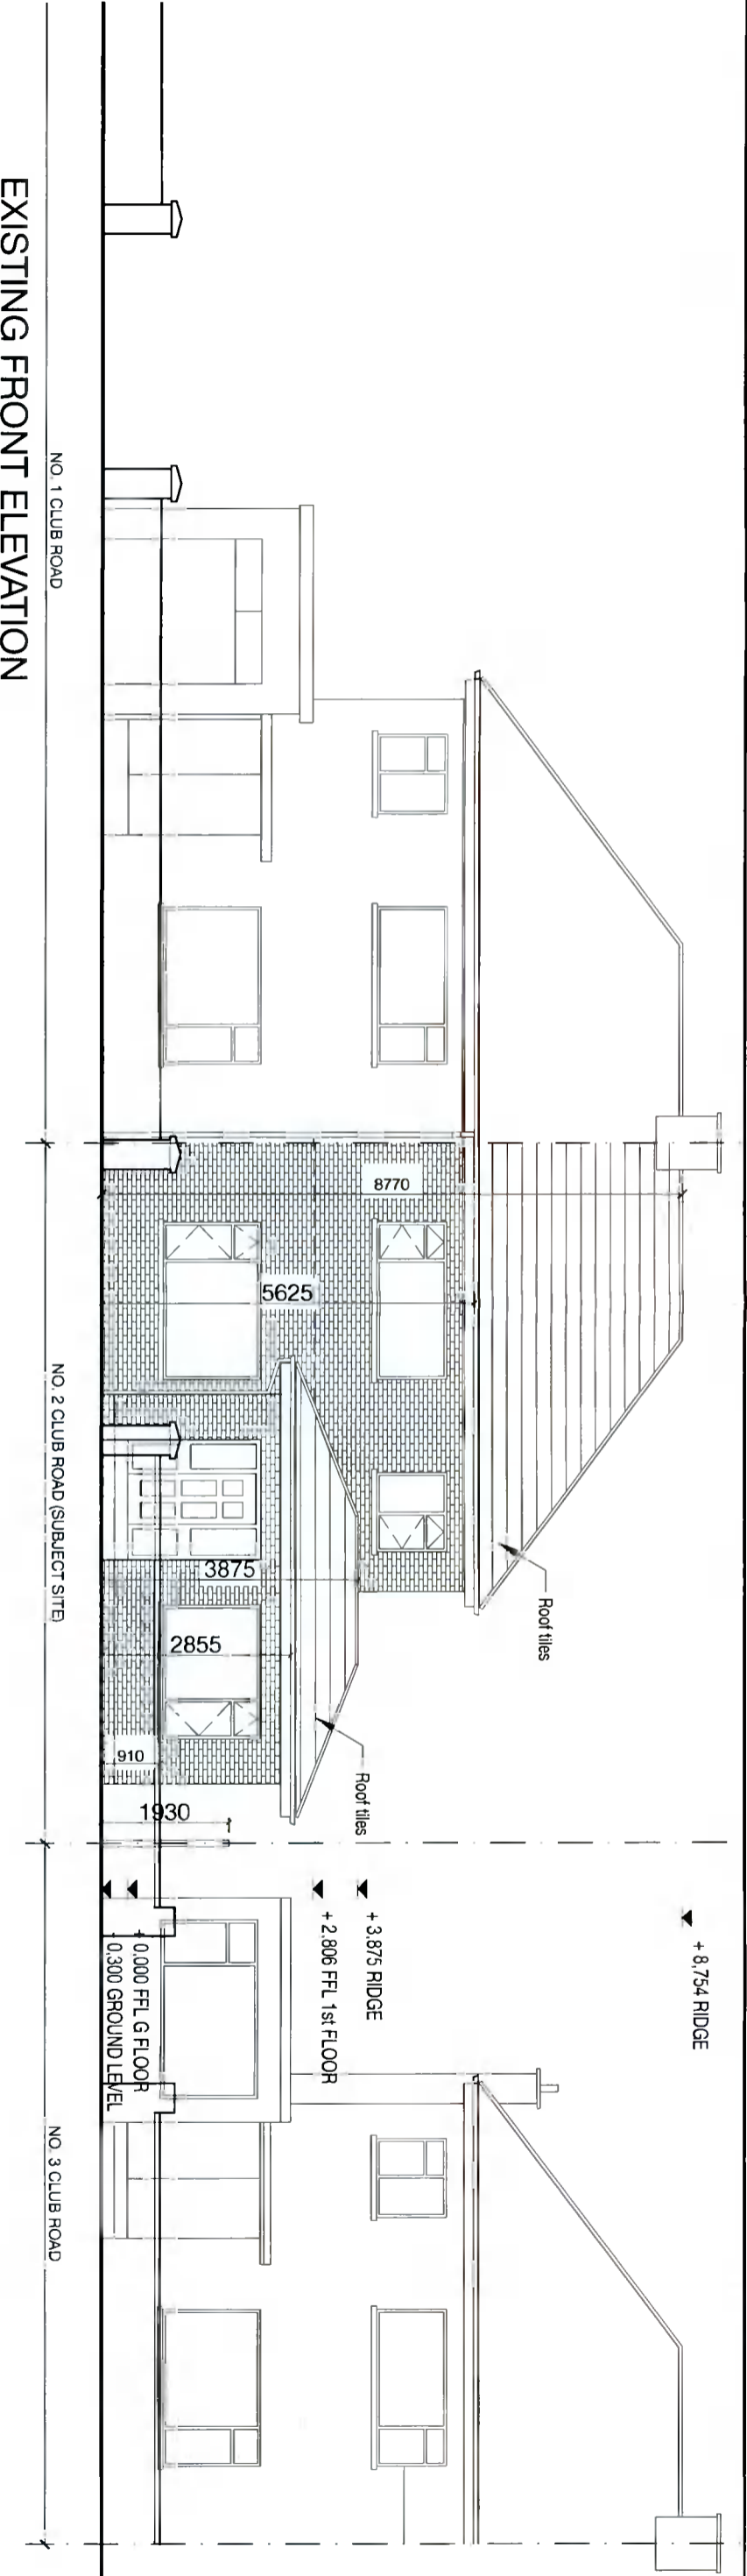 + 8,754 RIDGE
Roof tiles
8770
5625
Roof tiles
+ 3.875 RIDGE
+ 2,806 FFL 1st FLOOR
3875
2855
910
1930
+ 0,000 FFL G FLOOR
- 0,300 GROUND LEVEL
NO. 1 CLUB ROAD
NO. 2 CLUB ROAD (SUBJECT SITE)
NO. 3 CLUB ROAD
EXISTING FRONT ELEVATION